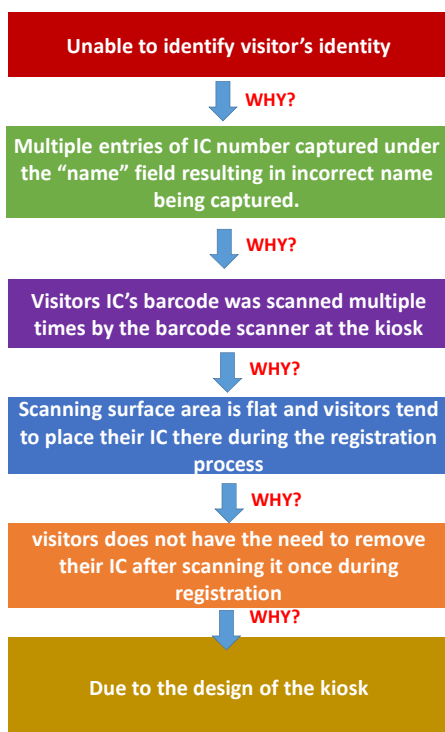 Unable to identify visitor’s identity
WHY?
Multiple entries of IC number captured under
the “name” field resulting in incorrect name
being captured.
WHY?
Visitors IC’s barcode was scanned multiple
times by the barcode scanner at the kiosk
WHY?
Scanning surface area is flat and visitors tend
to place their IC there during the registration
process
WHY?
visitors does not have the need to remove
their IC after scanning it once during
registration
WHY?
Due to the design of the kiosk